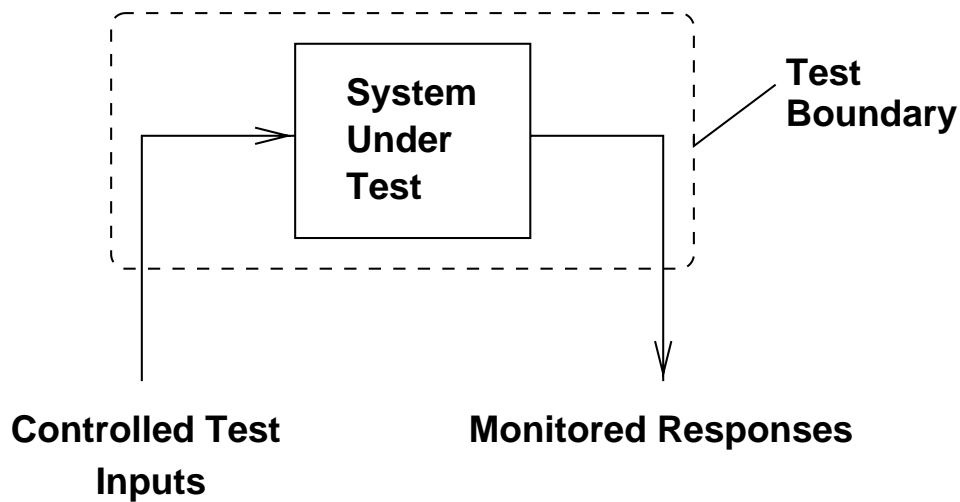 System
Under
Test
Test
Boundary
Controlled Test
Inputs
Monitored Responses